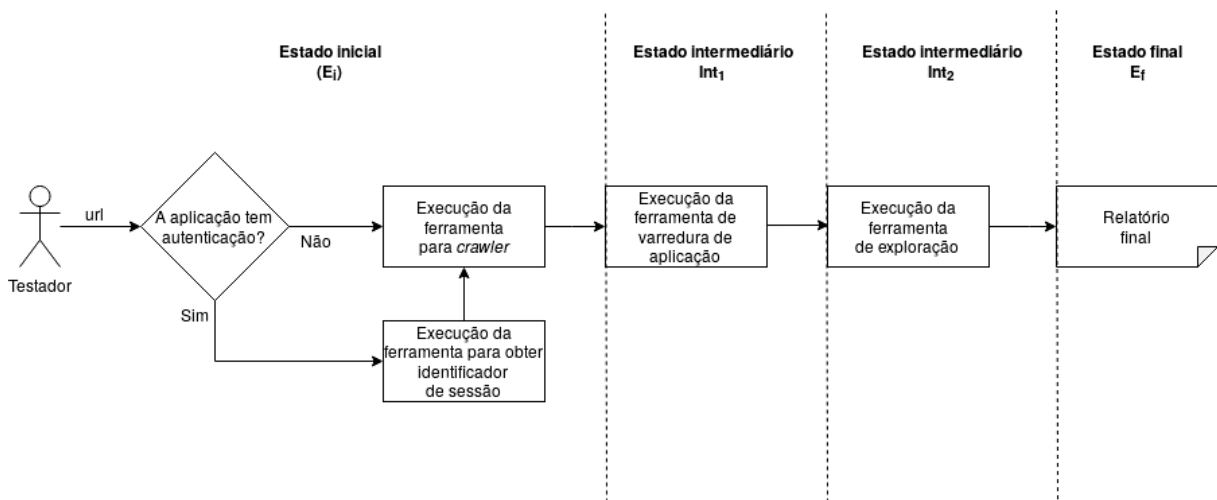 Estado inicial
(Ei)
Estado intermediário
Int1
Estado intermediário
Int2
Estado final
Ef
Testador
url
A aplicação tem
autenticação?
Não
Sim
Execução da
ferramenta
para crawler
Execução da
ferramenta para obter
identificador
de sessão
Execução da
ferramenta de
varredura de
aplicação
Execução da
ferramenta
de exploração
Relatório
final